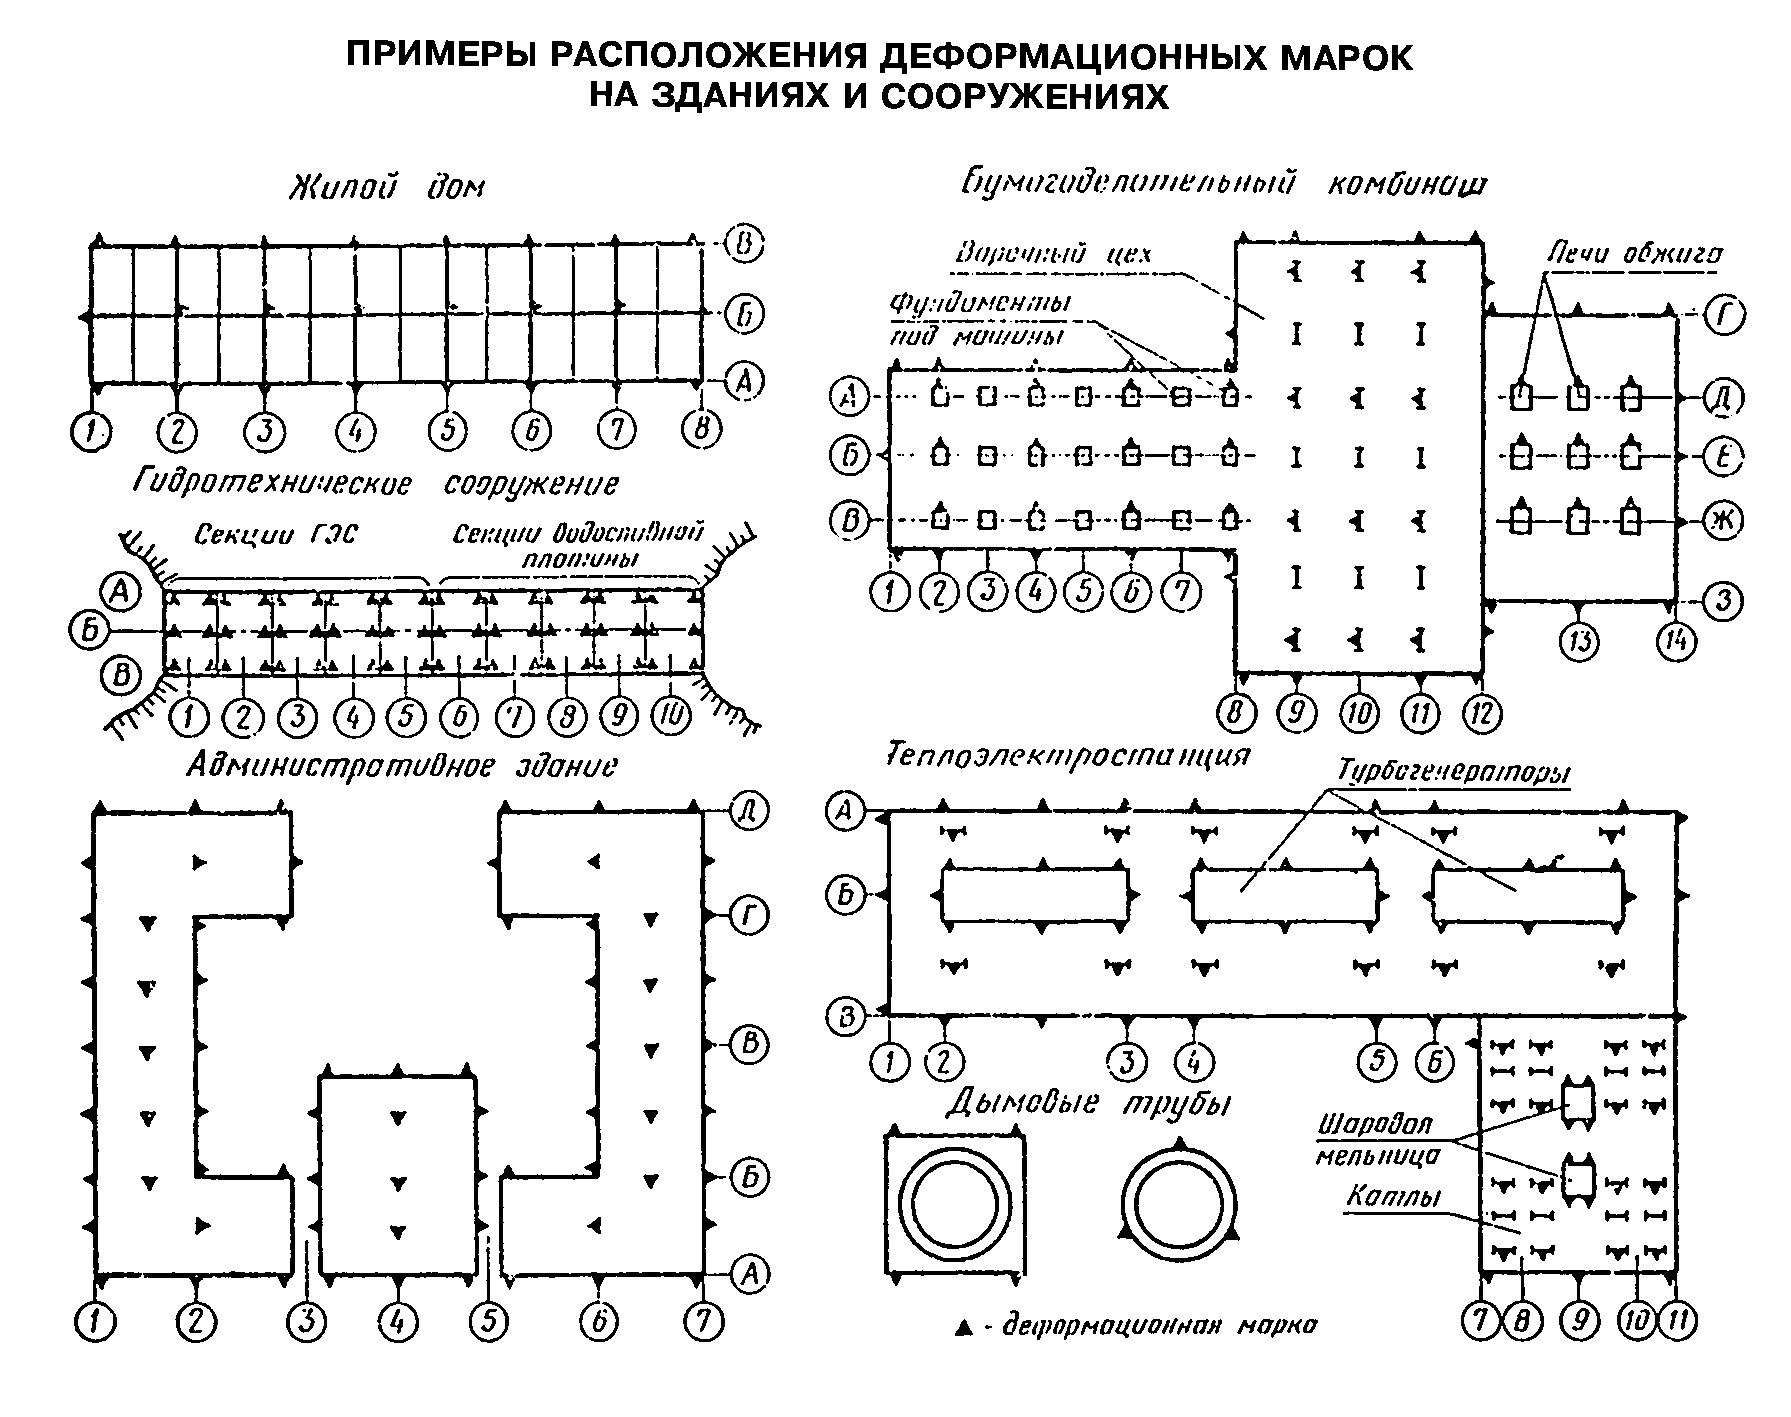 ПРИМЕРЫ РАСПОЛОЖЕНИЯ ДЕФОРМАЦИОННЫХ МАРОК
НА ЗДАНИЯХ И СООРУЖЕНИЯХ
Жилой дом
В
Б
А
1 2 3 4 5 6 7 8
Гидротехническое сооружение
Секции ГЭС
Секции водосливной
плотины
А
Б
В
1 2 3 4 5 6 7 8 9 10
Административное здание
Д
Г
В
Б
А
1 2 3 4 5 6 7
Бумагоделательный комбинат
Варочный цех
Печи обжига
Фундаменты
под машины
А
Б
В
Г
Д
Е
Ж
З
1 2 3 4 5 6 7
13 14
8 9 10 11 12
Теплоэлектростанция
Турбогенераторы
А
Б
В
1 2 3 4 5 6
Дымовые трубы
Шаровая
мельница
Катлы
7 8 9 10 11
- деформационная марка